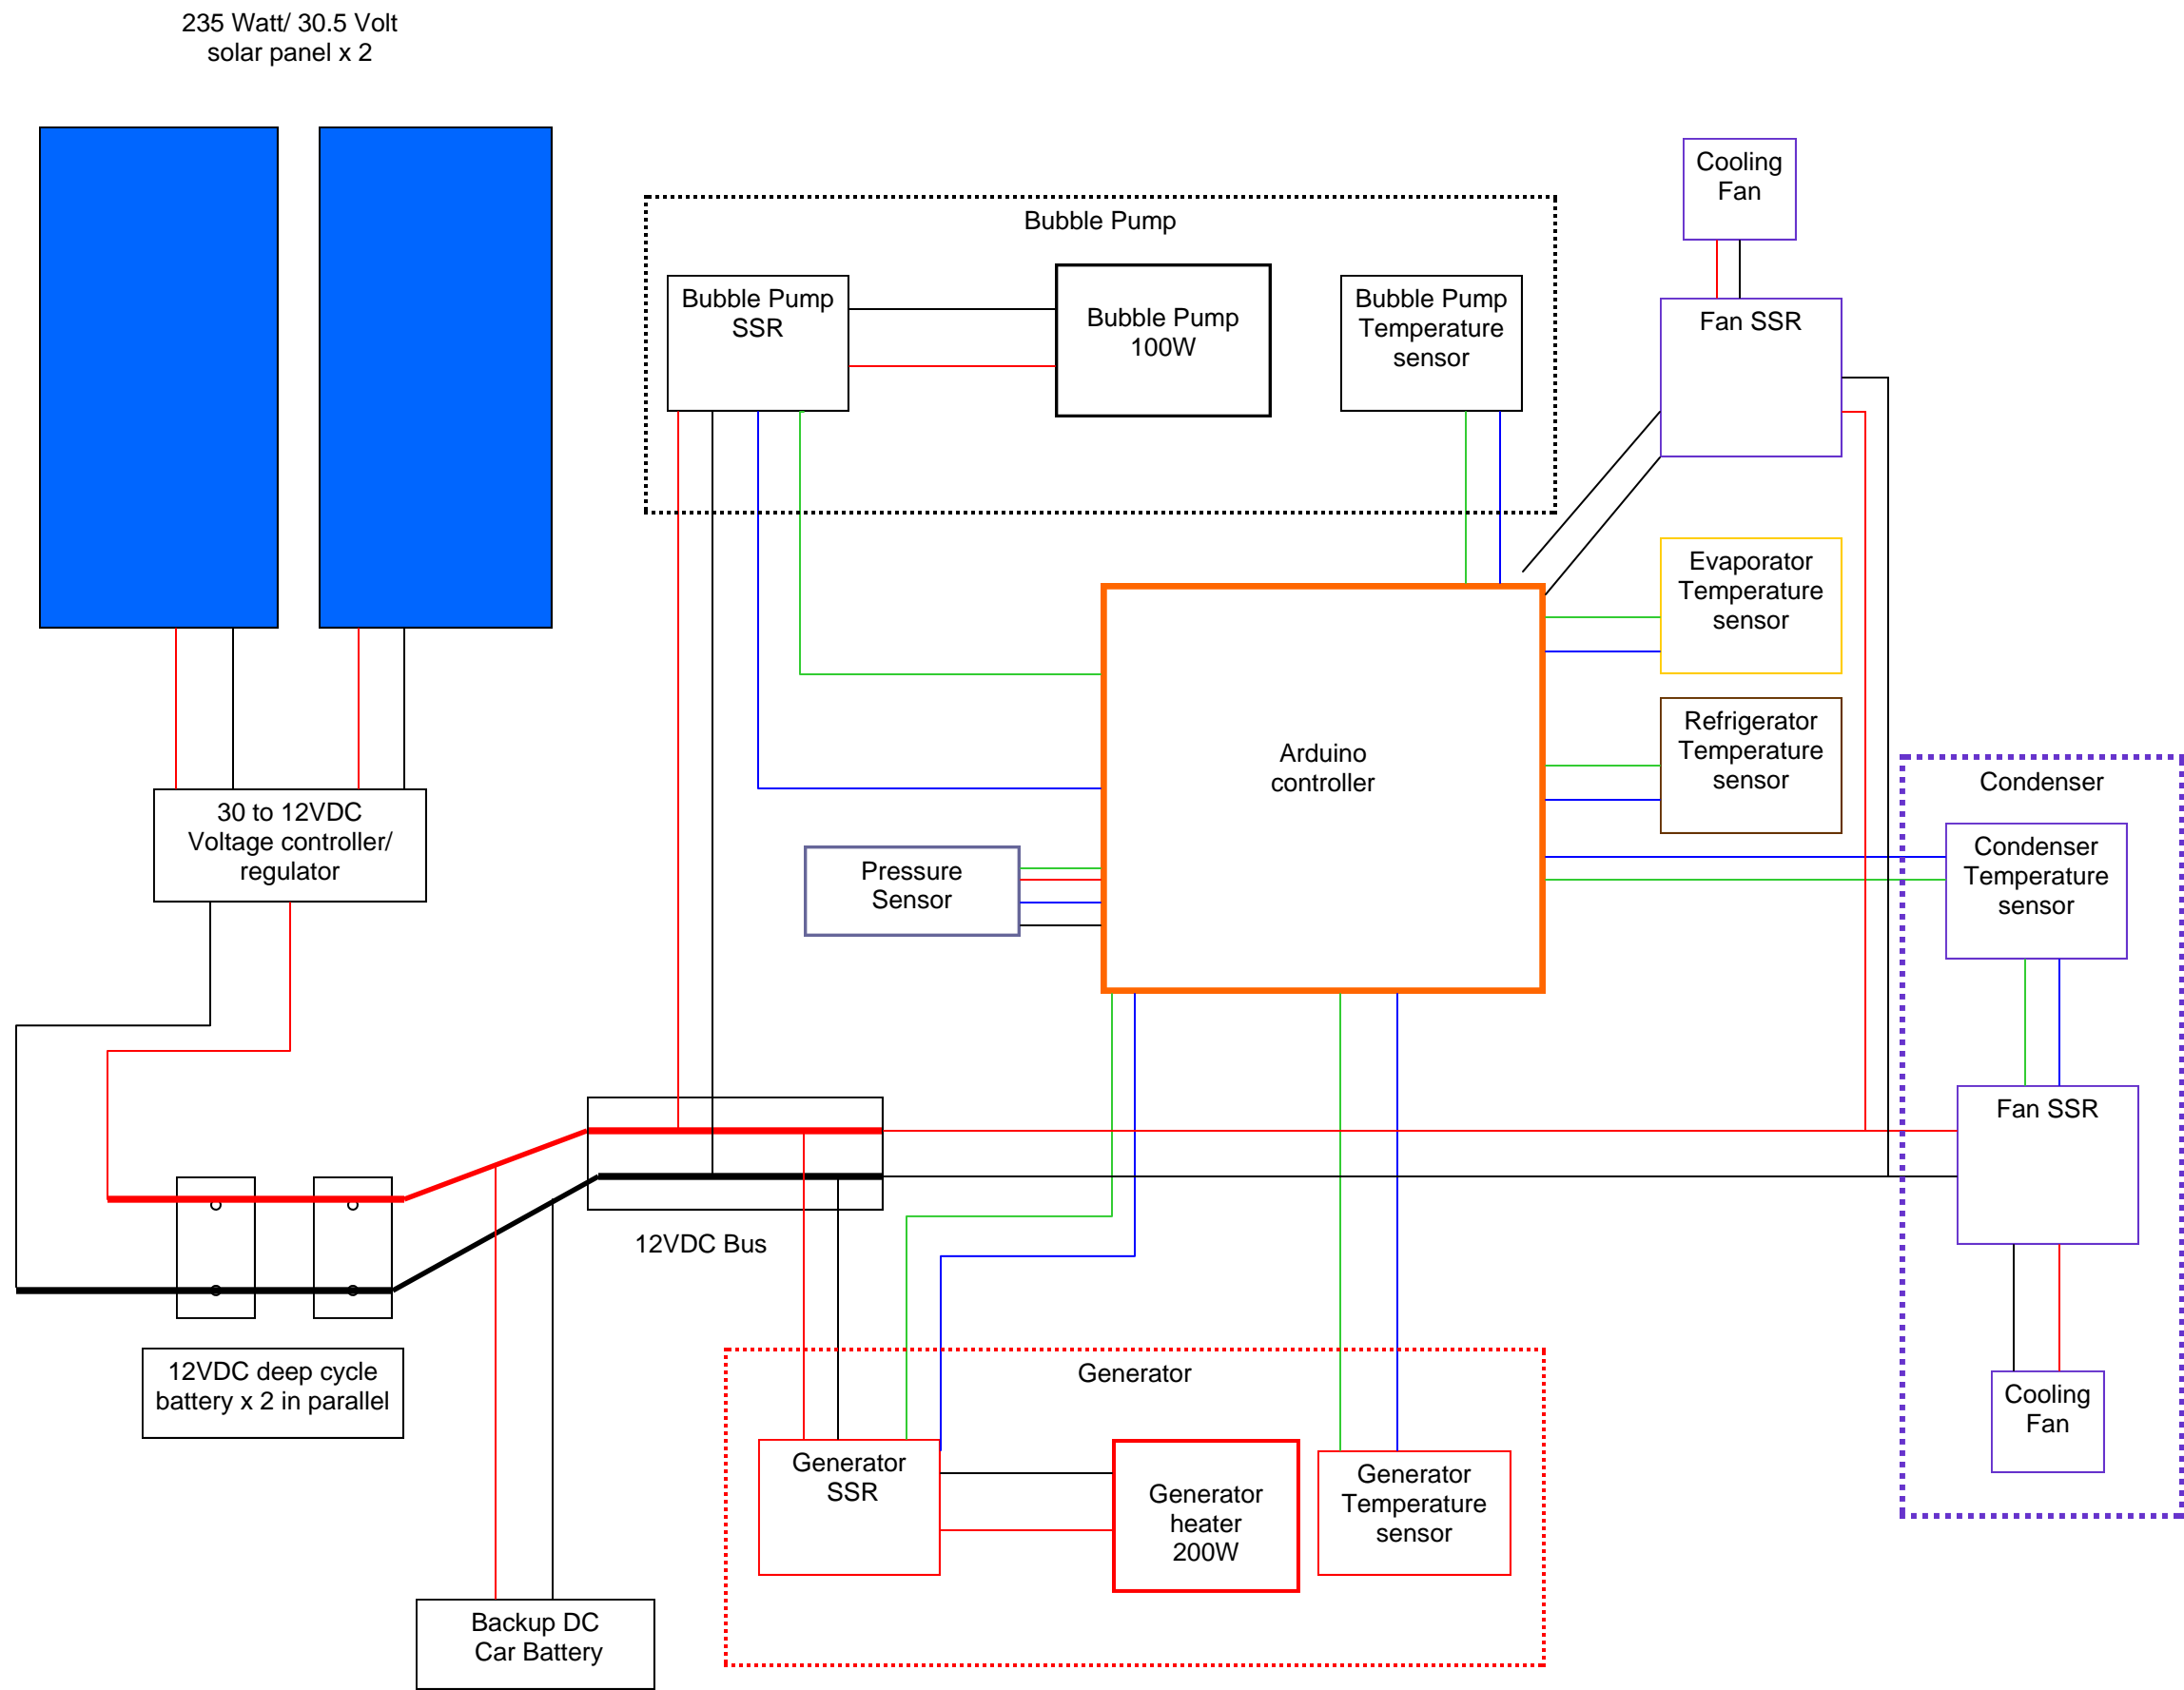 235 Watt/ 30.5 Volt
solar panel x 2
Cooling
Fan
Bubble Pump
Bubble Pump
SSR
Bubble Pump
100W
Bubble Pump
Temperature
sensor
Fan SSR
Evaporator
Temperature
sensor
Refrigerator
Temperature
sensor
Arduino
controller
30 to 12VDC
Voltage controller/
regulator
Pressure
Sensor
Condenser
Condenser
Temperature
sensor
Fan SSR
12VDC Bus
12VDC deep cycle
battery x 2 in parallel
Generator
Cooling
Fan
Generator
SSR
Generator
heater
200W
Generator
Temperature
sensor
Backup DC
Car Battery